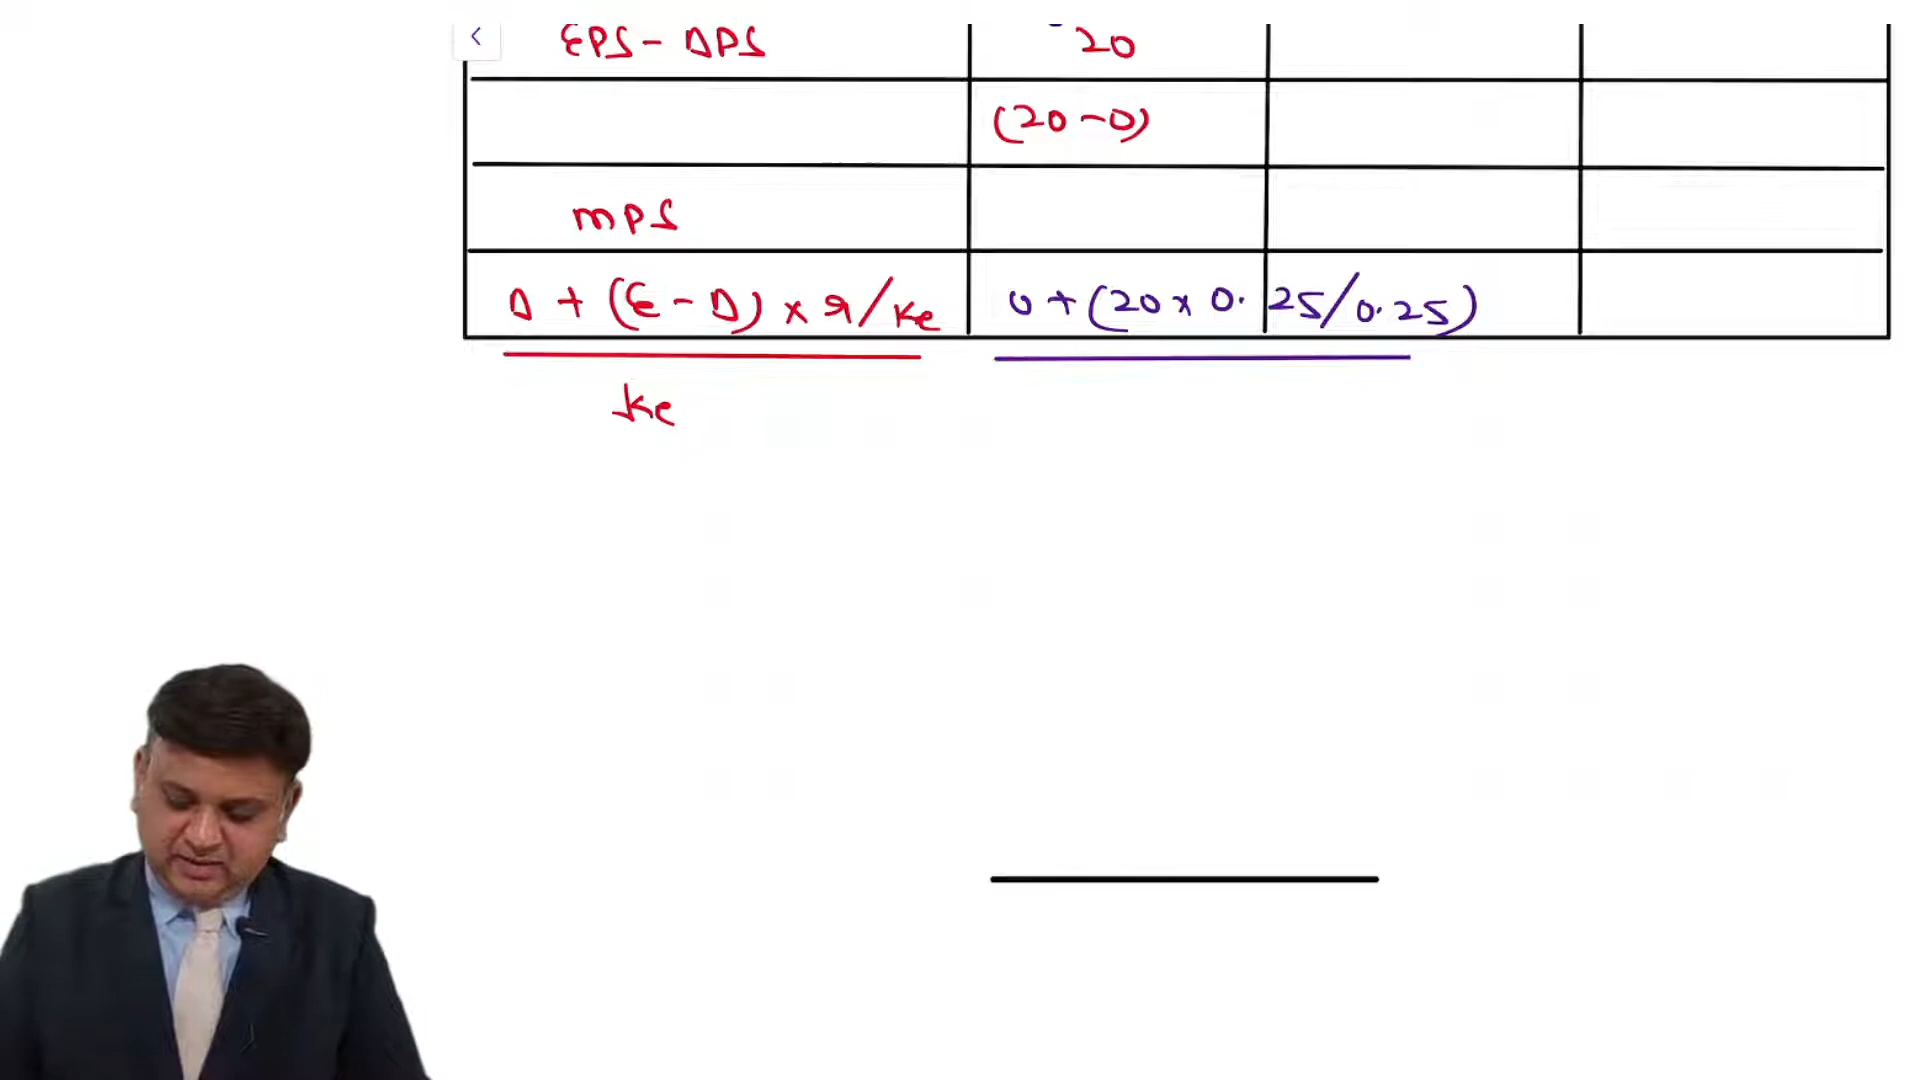 EPS - DPS 20
(20 - 0)
MPS
D + (E - D) x r/Ke 0 + (20 x 0.25/0.25)
Ke